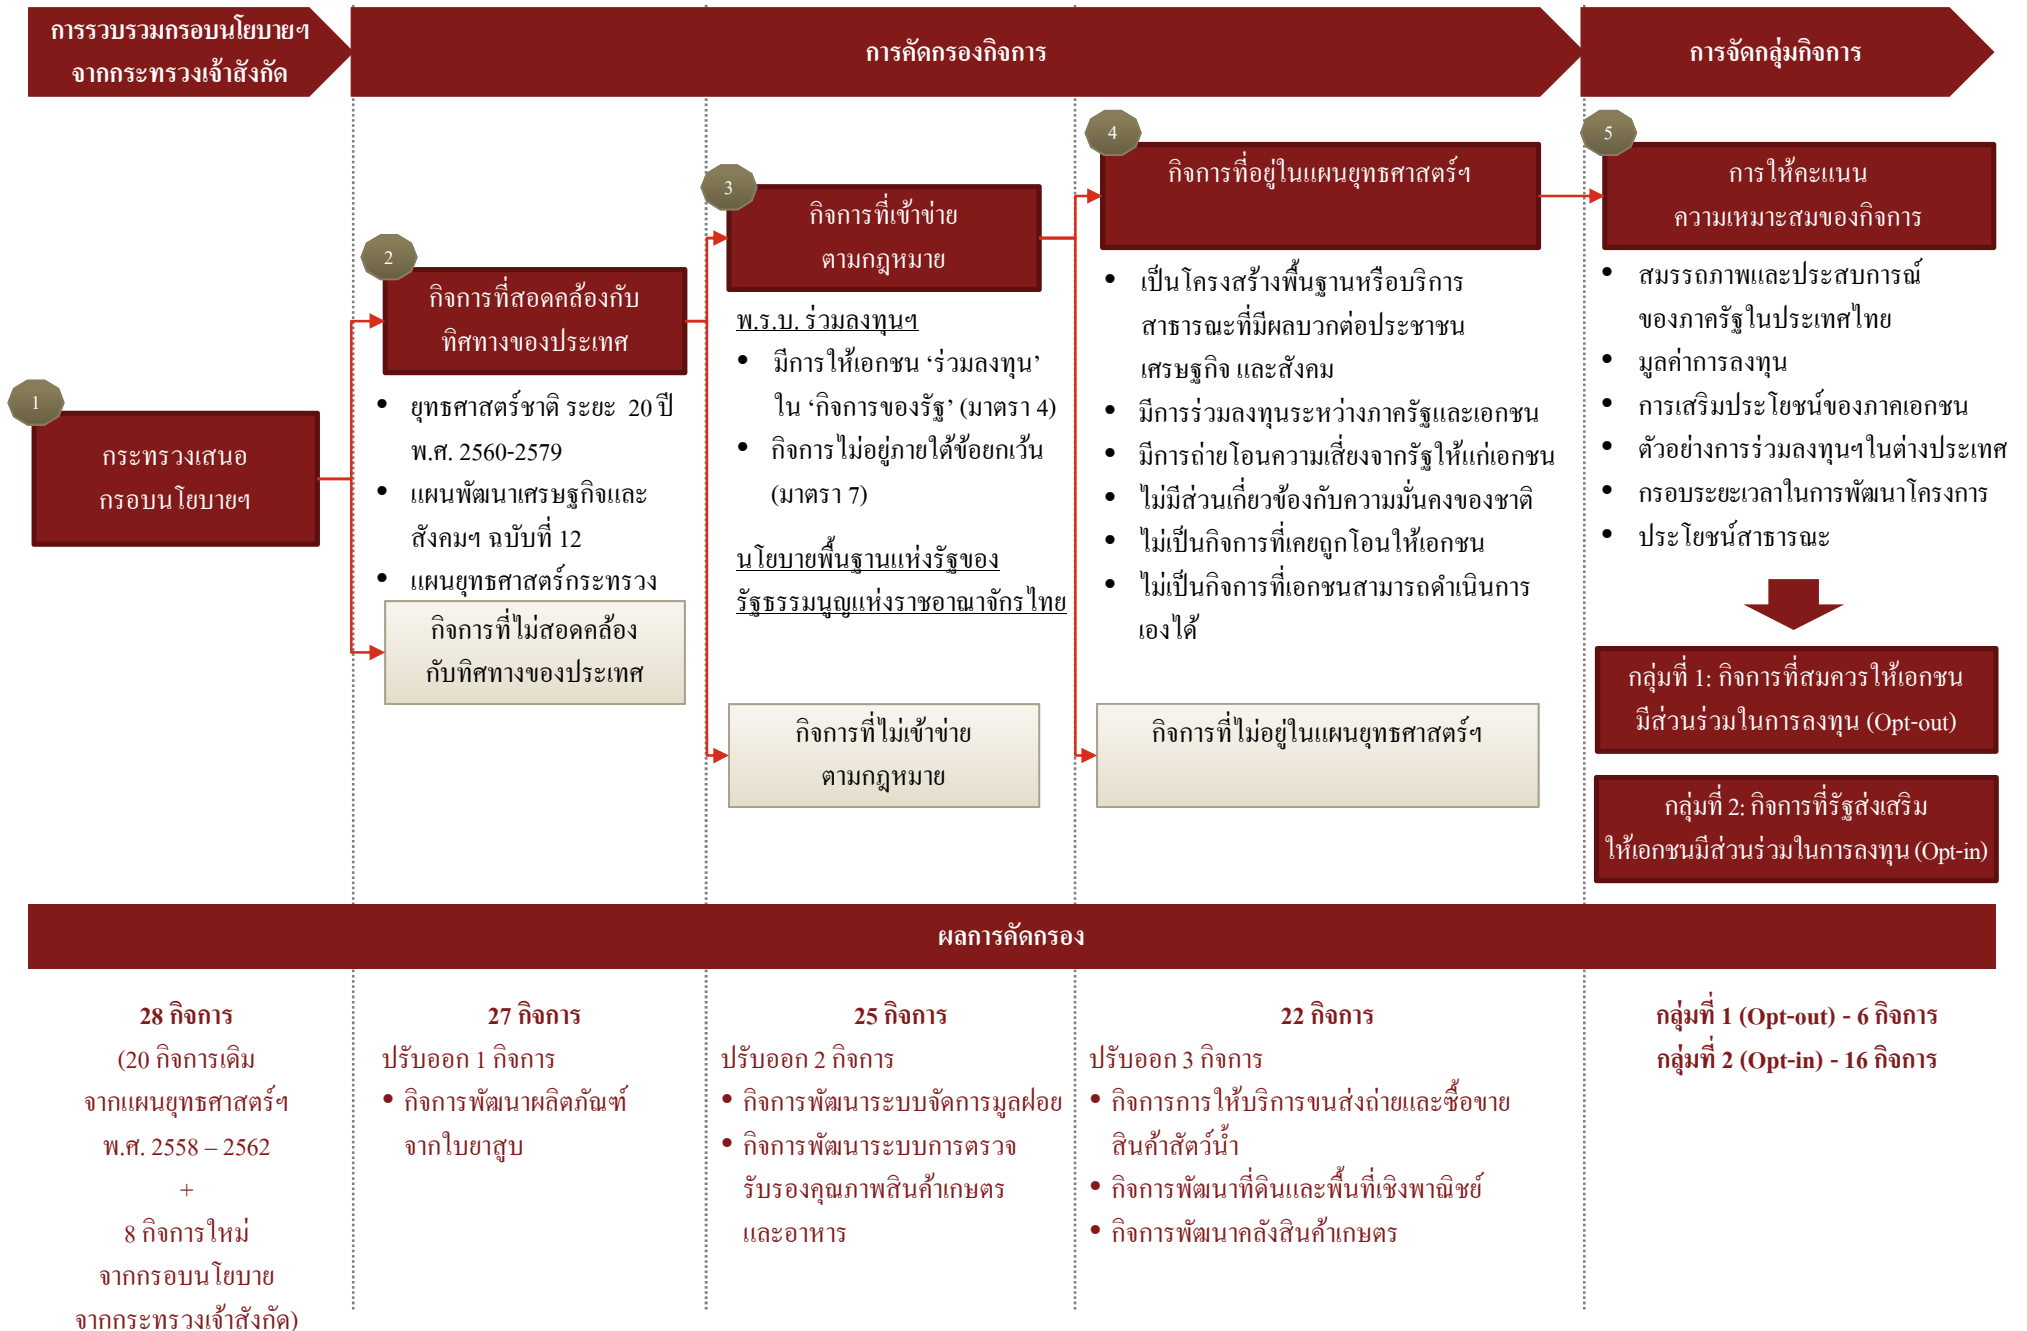 การรวบรวมกรอบนโยบายฯ
จากกระทรวงเจ้าสังกัด
การคัดกรองกิจการ
การจัดกลุ่มกิจการ
1
กระทรวงเสนอ
กรอบนโยบายฯ
2
กิจการที่สอดคล้องกับ
ทิศทางของประเทศ
• ยุทธศาสตร์ชาติ ระยะ 20 ปี
พ.ศ. 2560-2579
• แผนพัฒนาเศรษฐกิจและ
สังคมฯ ฉบับที่ 12
• แผนยุทธศาสตร์กระทรวง
กิจการที่ไม่สอดคล้อง
กับทิศทางของประเทศ
3
กิจการที่เข้าข่าย
ตามกฎหมาย
พ.ร.บ. ร่วมลงทุนฯ
• มีการให้เอกชน ‘ร่วมลงทุน’
ใน ‘กิจการของรัฐ’ (มาตรา 4)
• กิจการไม่อยู่ภายใต้ข้อยกเว้น
(มาตรา 7)
นโยบายพื้นฐานแห่งรัฐของ
รัฐธรรมนูญแห่งราชอาณาจักรไทย
กิจการที่ไม่เข้าข่าย
ตามกฎหมาย
4
กิจการที่อยู่ในแผนยุทธศาสตร์ฯ
• เป็นโครงสร้างพื้นฐานหรือบริการ
สาธารณะที่มีผลบวกต่อประชาชน
เศรษฐกิจ และสังคม
• มีการร่วมลงทุนระหว่างภาครัฐและเอกชน
• มีการถ่ายโอนความเสี่ยงจากรัฐให้แก่เอกชน
• ไม่มีส่วนเกี่ยวข้องกับความมั่นคงของชาติ
• ไม่เป็นกิจการที่เคยถูกโอนให้เอกชน
• ไม่เป็นกิจการที่เอกชนสามารถดำเนินการ
เองได้
กิจการที่ไม่อยู่ในแผนยุทธศาสตร์ฯ
5
การให้คะแนน
ความเหมาะสมของกิจการ
• สมรรถภาพและประสบการณ์
ของภาครัฐในประเทศไทย
• มูลค่าการลงทุน
• การเสริมประโยชน์ของภาคเอกชน
• ตัวอย่างการร่วมลงทุนฯในต่างประเทศ
• กรอบระยะเวลาในการพัฒนาโครงการ
• ประโยชน์สาธารณะ
กลุ่มที่ 1: กิจการที่สมควรให้เอกชน
มีส่วนร่วมในการลงทุน (Opt-out)
กลุ่มที่ 2: กิจการที่รัฐส่งเสริม
ให้เอกชนมีส่วนร่วมในการลงทุน (Opt-in)
ผลการคัดกรอง
28 กิจการ
(20 กิจการเดิม
จากแผนยุทธศาสตร์ฯ
พ.ศ. 2558 – 2562
+
8 กิจการใหม่
จากกรอบนโยบาย
จากกระทรวงเจ้าสังกัด)
27 กิจการ
ปรับออก 1 กิจการ
• กิจการพัฒนาผลิตภัณฑ์
จากใบยาสูบ
25 กิจการ
ปรับออก 2 กิจการ
• กิจการพัฒนาระบบจัดการมูลฝอย
• กิจการพัฒนาระบบการตรวจ
รับรองคุณภาพสินค้าเกษตร
และอาหาร
22 กิจการ
ปรับออก 3 กิจการ
• กิจการการให้บริการขนส่งถ่ายและซื้อขาย
สินค้าสัตว์น้ำ
• กิจการพัฒนาที่ดินและพื้นที่เชิงพาณิชย์
• กิจการพัฒนาคลังสินค้าเกษตร
กลุ่มที่ 1 (Opt-out) - 6 กิจการ
กลุ่มที่ 2 (Opt-in) - 16 กิจการ